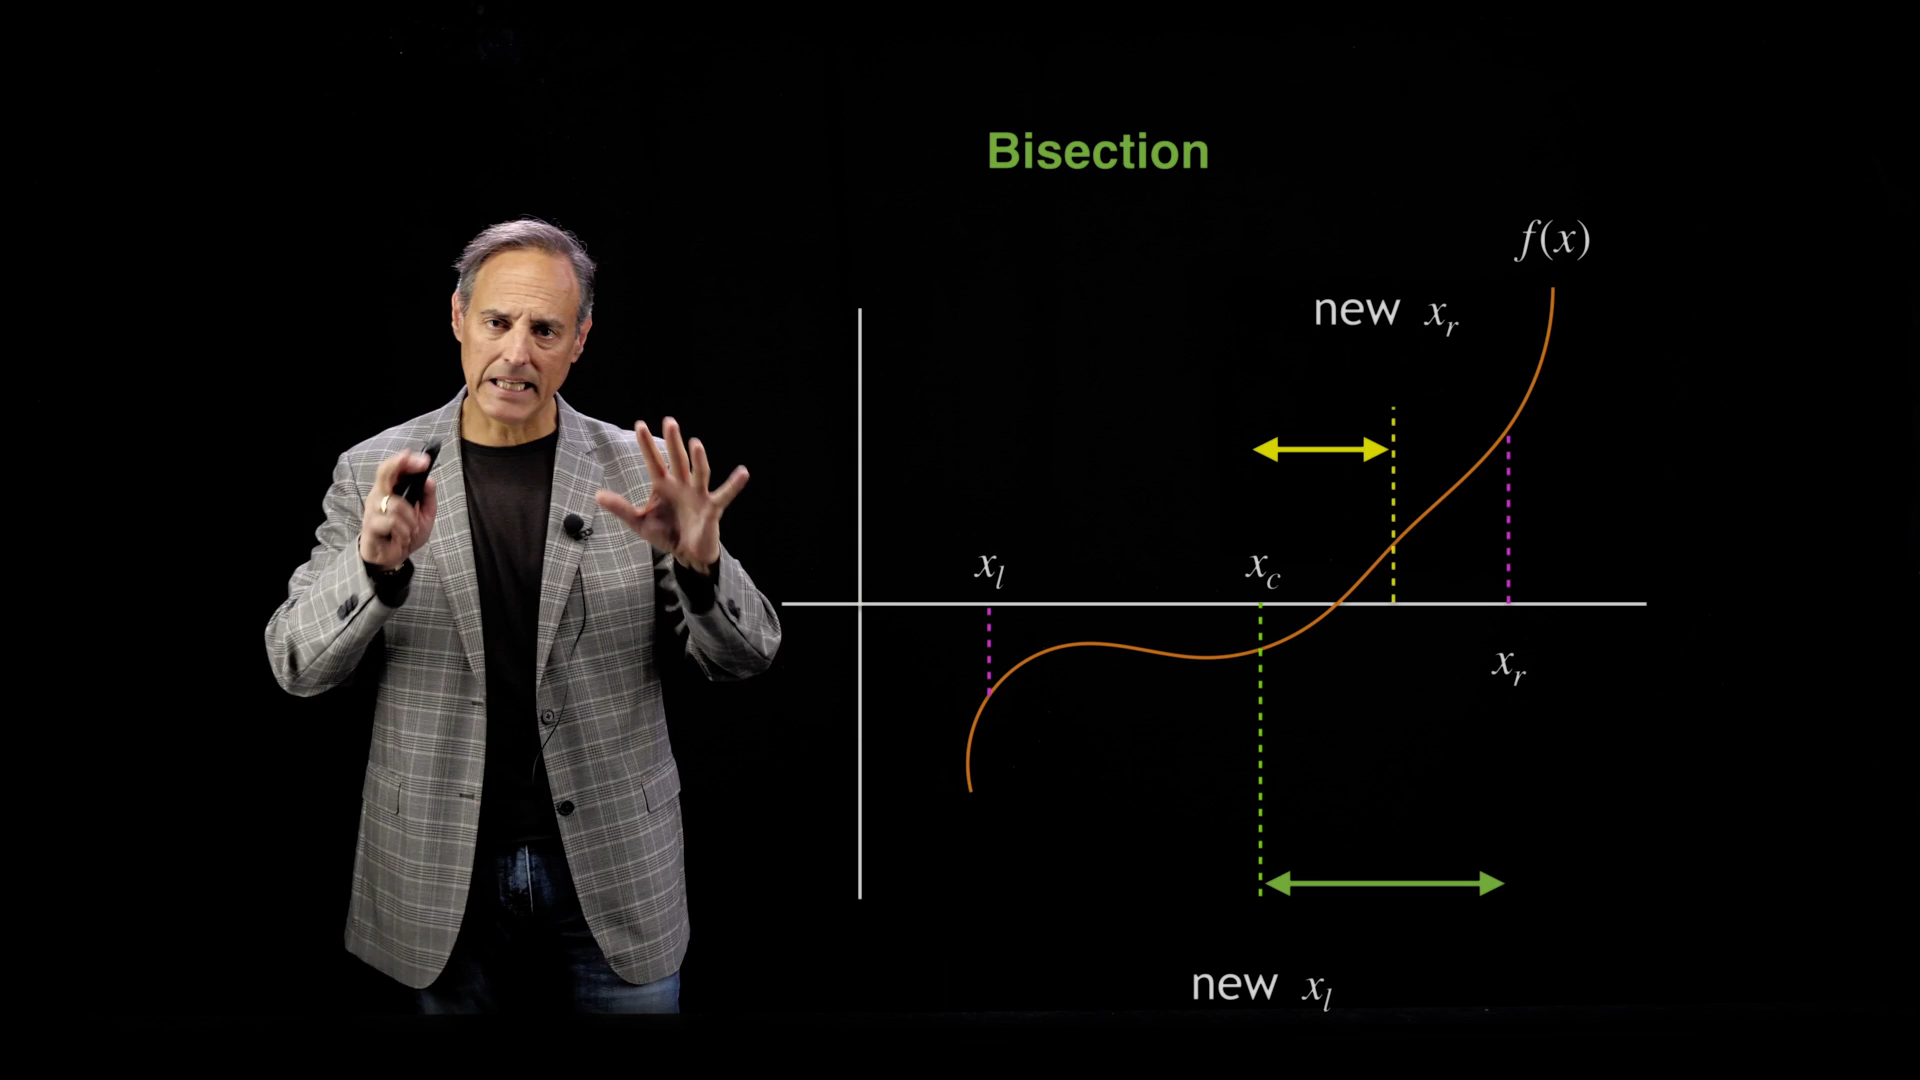 Bisection
f(x)
new x_r
x_l
x_c
x_r
new x_l